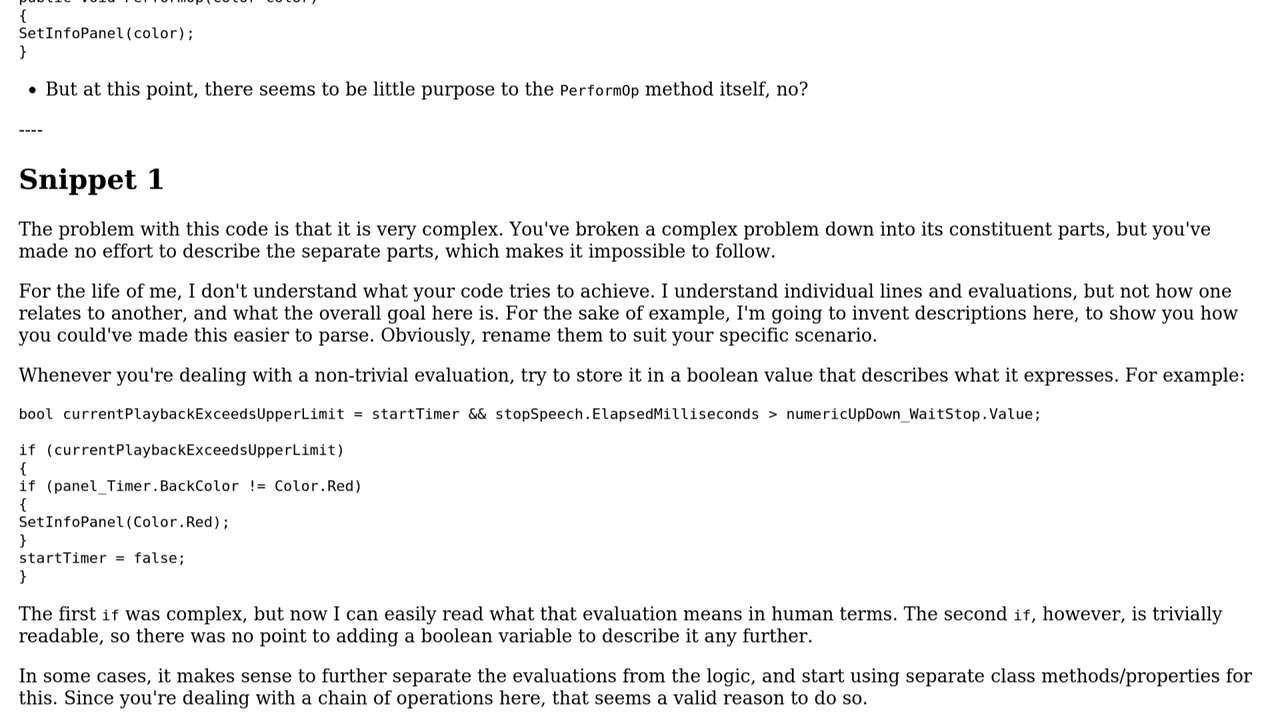 public void PerformOp(Color color)
{
SetInfoPanel(color);
}
• But at this point, there seems to be little purpose to the PerformOp method itself, no?
----
Snippet 1
The problem with this code is that it is very complex. You've broken a complex problem down into its constituent parts, but you've
made no effort to describe the separate parts, which makes it impossible to follow.
For the life of me, I don't understand what your code tries to achieve. I understand individual lines and evaluations, but not how one
relates to another, and what the overall goal here is. For the sake of example, I'm going to invent descriptions here, to show you how
you could've made this easier to parse. Obviously, rename them to suit your specific scenario.
Whenever you're dealing with a non-trivial evaluation, try to store it in a boolean value that describes what it expresses. For example:
bool currentPlaybackExceedsUpperLimit = startTimer && stopSpeech.ElapsedMilliseconds > numericUpDown_WaitStop.Value;
if (currentPlaybackExceedsUpperLimit)
{
if (panel_Timer.BackColor != Color.Red)
{
SetInfoPanel(Color.Red);
}
startTimer = false;
}
The first if was complex, but now I can easily read what that evaluation means in human terms. The second if, however, is trivially
readable, so there was no point to adding a boolean variable to describe it any further.
In some cases, it makes sense to further separate the evaluations from the logic, and start using separate class methods/properties for
this. Since you're dealing with a chain of operations here, that seems a valid reason to do so.